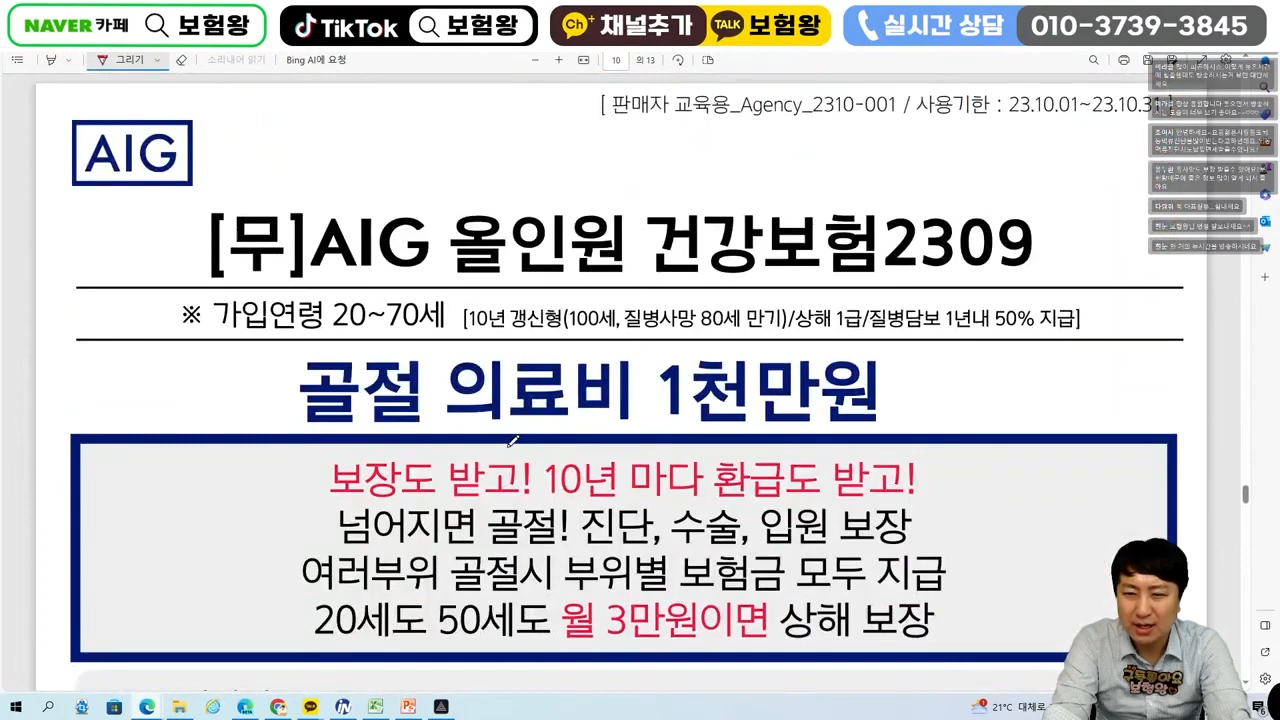 NAVER 카페 보험왕
TikTok 보험왕
Ch+ 채널추가 TALK 보험왕
실시간 상담 010-3739-3845
그리기 소리내어 읽기 Bing AI에 요청 10 의 13
[ 판매자 교육용_Agency_2310-001 / 사용기한 : 23.10.01~23.10.31 ]
AIG
[무]AIG 올인원 건강보험2309
※ 가입연령 20~70세 [10년 갱신형(100세, 질병사망 80세 만기)/상해 1급/질병담보 1년내 50% 지급]
골절 의료비 1천만원
보장도 받고! 10년 마다 환급도 받고!
넘어지면 골절! 진단, 수술, 입원 보장
여러부위 골절시 부위별 보험금 모두 지급
20세도 50세도 월 3만원이면 상해 보장
구독좋아요
보험왕
21°C 대체로